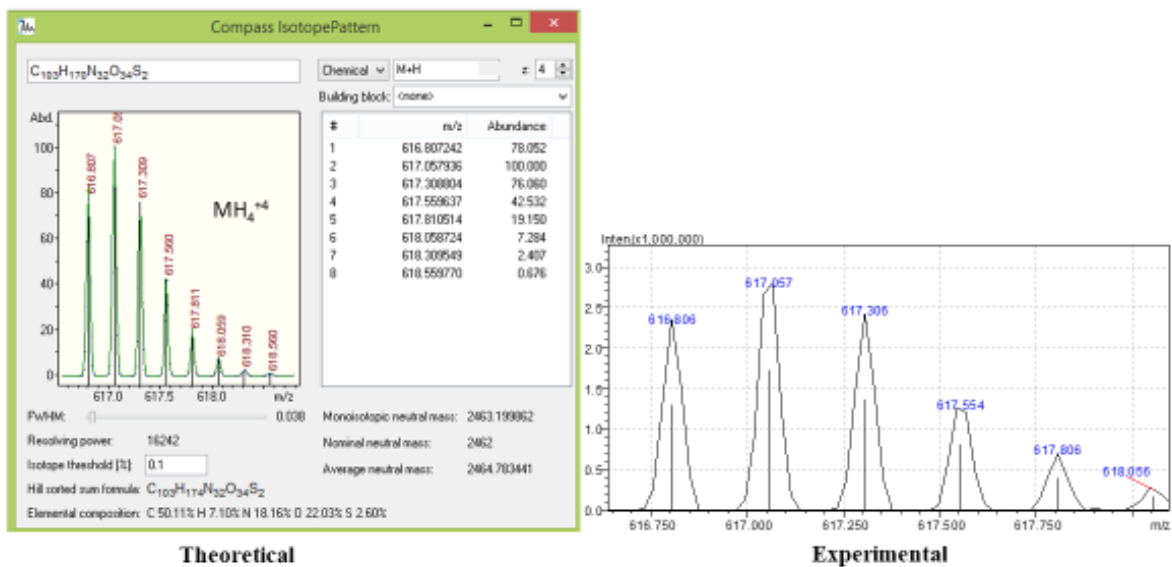 Compass IsotopePattern
C103H170N32O34S2
Chemical M+H z: 4
Building block: <none>
Abd.
100
80
60
40
20
0
616.807
617.309
617.560
617.811
618.059
618.310
618.560
MH4+4
617.0 617.5 618.0 m/z
# m/z Abundance
1 616.807242 78.052
2 617.057936 100.000
3 617.308804 76.060
4 617.559637 42.532
5 617.810514 19.150
6 618.058724 7.284
7 618.309549 2.407
8 618.559770 0.676
FWHM: 0.038
Resolving power: 16242
Isotope threshold [%]: 0.1
Hill sorted sum formula: C103H174N32O34S2
Elemental composition: C 50.11% H 7.10% N 18.16% O 22.03% S 2.60%
Monoisotopic neutral mass: 2463.199862
Nominal neutral mass: 2462
Average neutral mass: 2464.783441
Theoretical
Inten.(x1,000,000)
3.0
2.5
2.0
1.5
1.0
0.5
0.0
616.806
617.057
617.306
617.554
617.806
618.056
616.750 617.000 617.250 617.500 617.750 m/z
Experimental